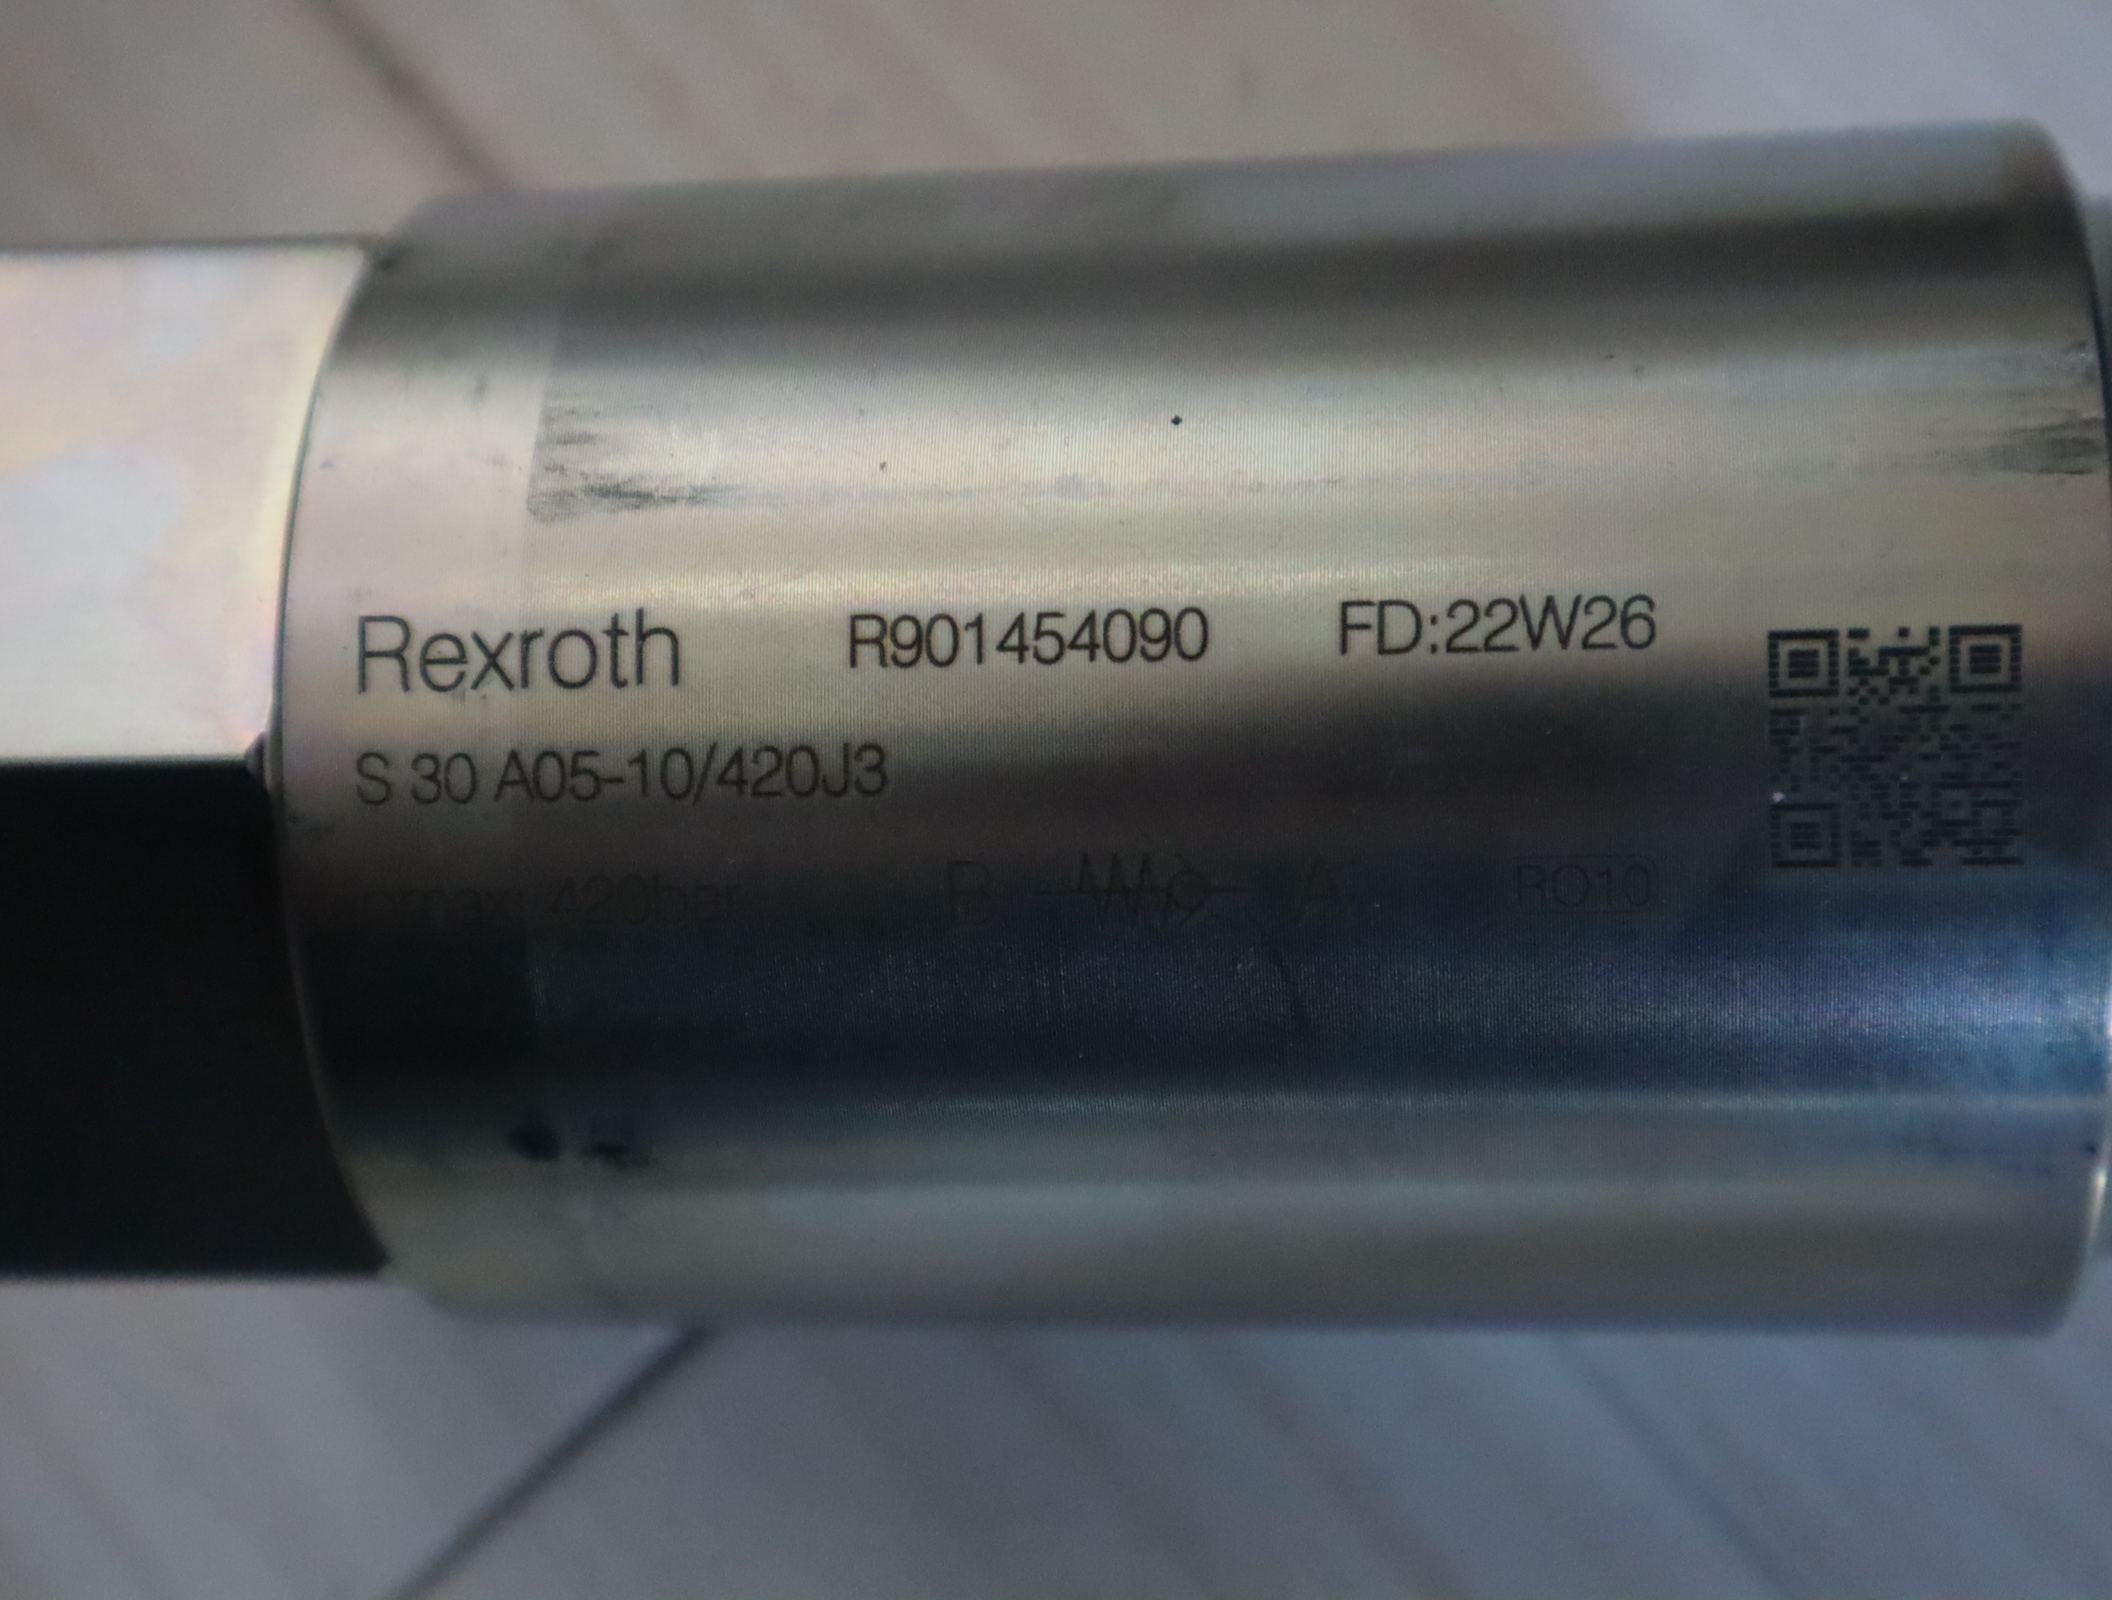 Rexroth R901454090 FD:22W26
S 30 A05-10/420J3
pmax 420bar B A RO10